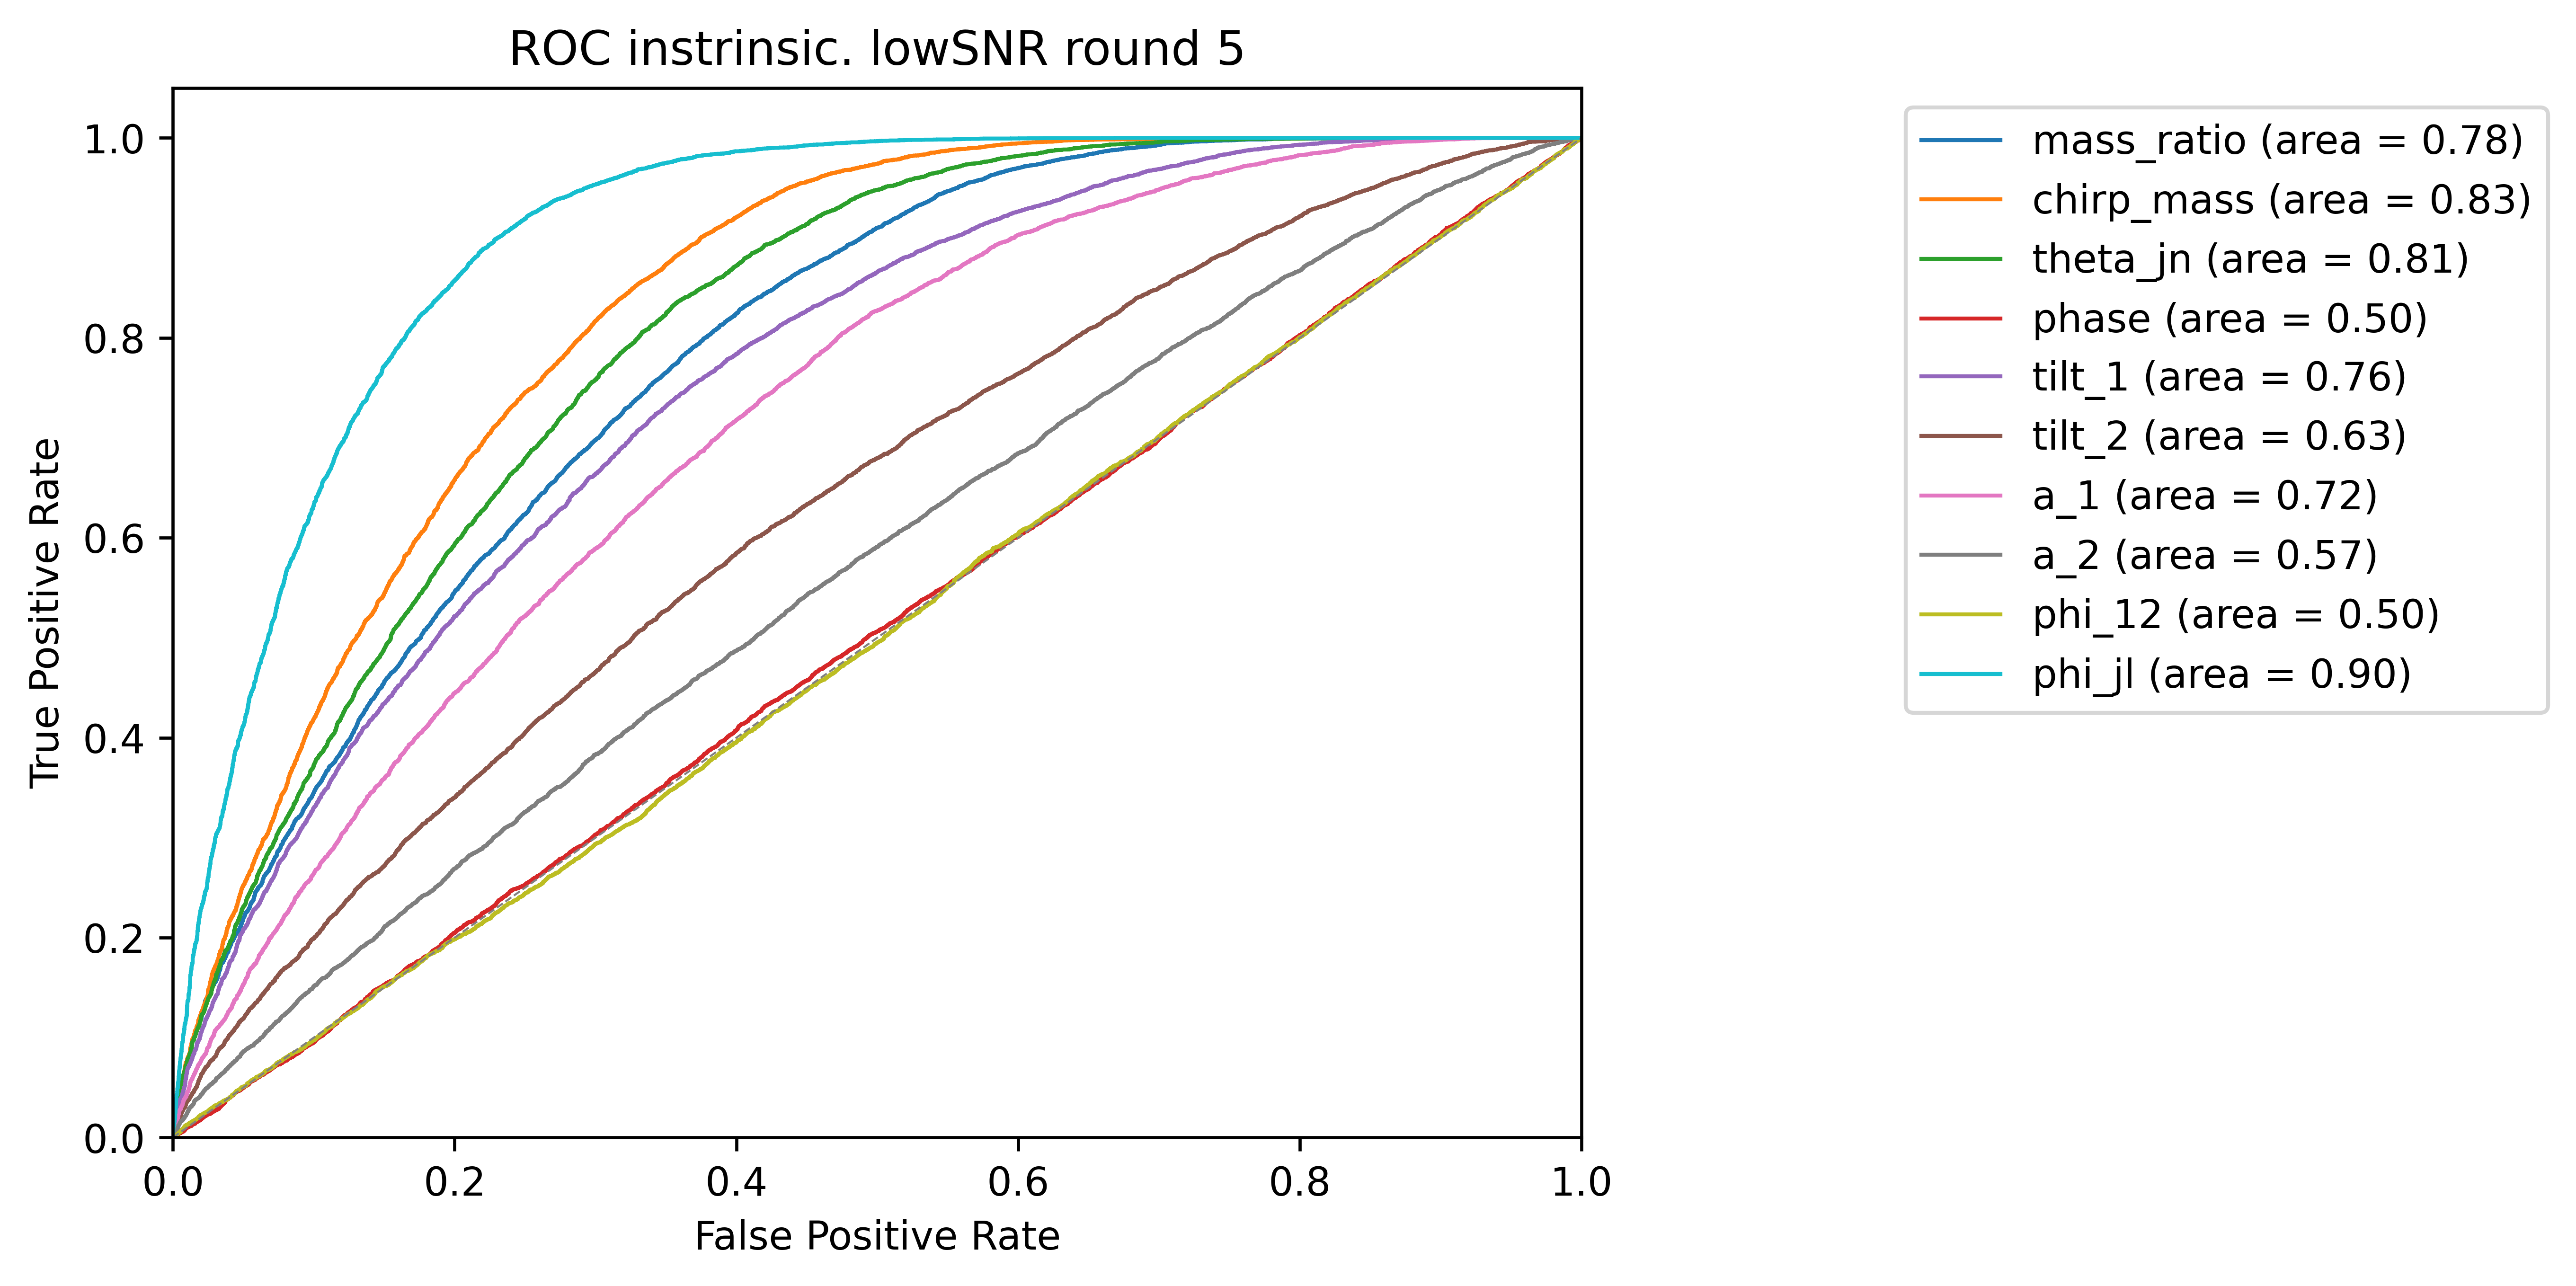 ROC instrinsic. lowSNR round 5
True Positive Rate
1.0
0.8
0.6
0.4
0.2
0.0
0.0 0.2 0.4 0.6 0.8 1.0
False Positive Rate
mass_ratio (area = 0.78)
chirp_mass (area = 0.83)
theta_jn (area = 0.81)
phase (area = 0.50)
tilt_1 (area = 0.76)
tilt_2 (area = 0.63)
a_1 (area = 0.72)
a_2 (area = 0.57)
phi_12 (area = 0.50)
phi_jl (area = 0.90)